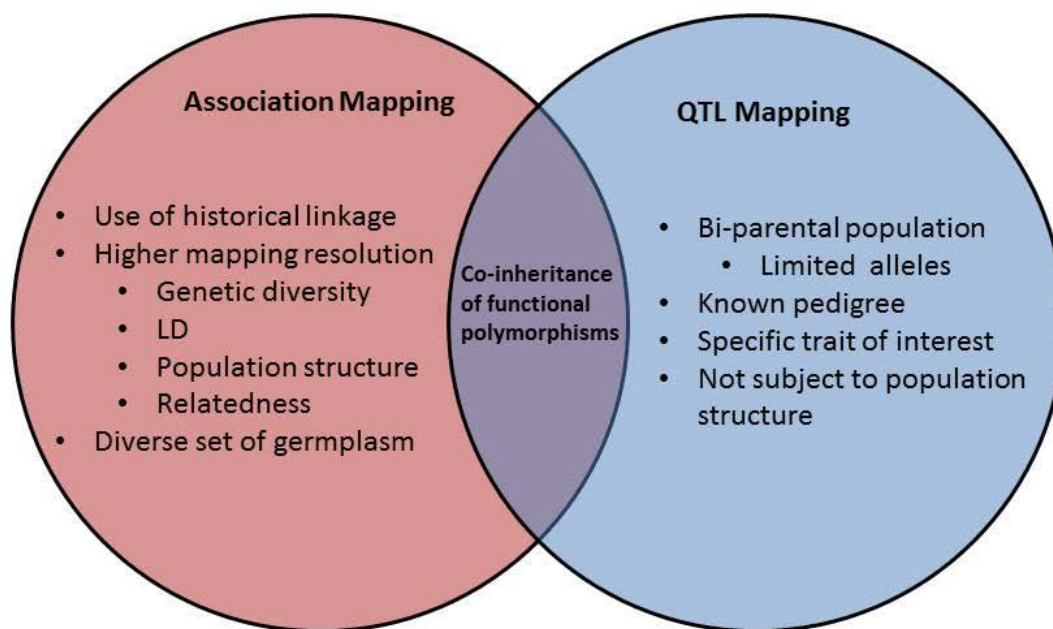 Association Mapping
• Use of historical linkage
• Higher mapping resolution
• Genetic diversity
• LD
• Population structure
• Relatedness
• Diverse set of germplasm
Co-inheritance
of functional
polymorphisms
QTL Mapping
• Bi-parental population
• Limited alleles
• Known pedigree
• Specific trait of interest
• Not subject to population
structure